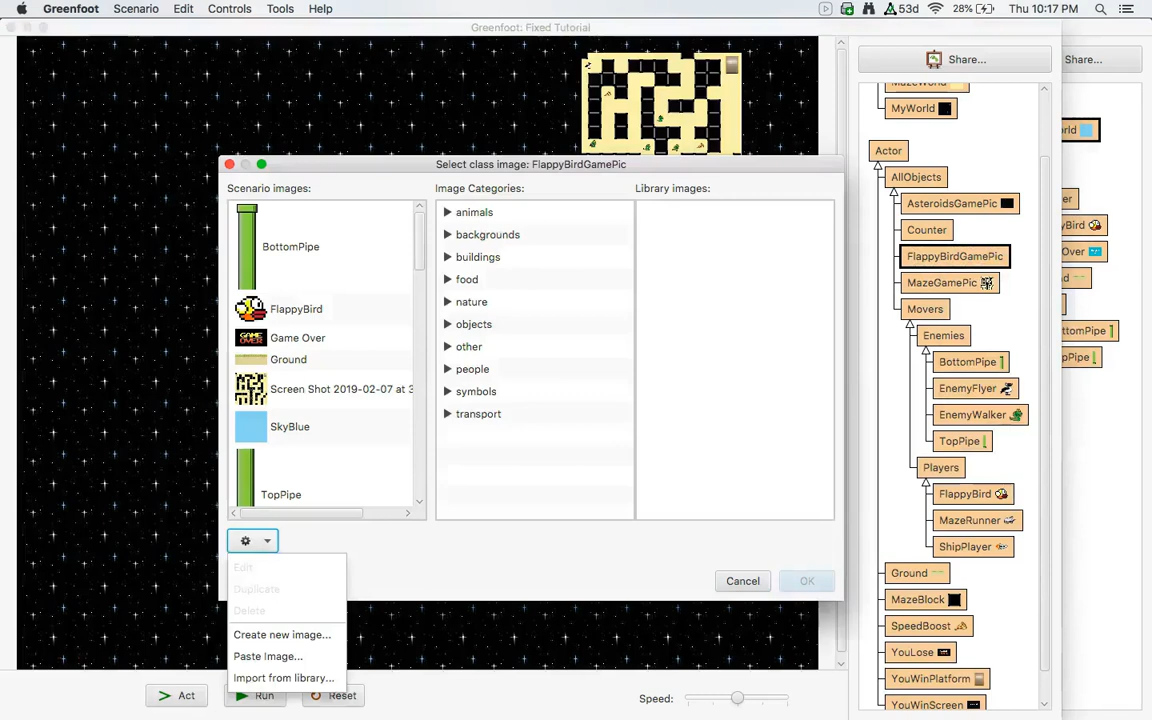 Greenfoot Scenario Edit Controls Tools Help 53d 28% Thu 10:17 PM
Greenfoot: Fixed Tutorial
Share... Share...
MazeWorld
MyWorld
Actor
AllObjects
AsteroidsGamePic
Counter
FlappyBirdGamePic
MazeGamePic
Movers
Enemies
BottomPipe
EnemyFlyer
EnemyWalker
TopPipe
Players
FlappyBird
MazeRunner
ShipPlayer
Ground
MazeBlock
SpeedBoost
YouLose
YouWinPlatform
YouWinScreen
Select class image: FlappyBirdGamePic
Scenario images: Image Categories: Library images:
BottomPipe
FlappyBird
Game Over
Ground
Screen Shot 2019-02-07 at 3
SkyBlue
TopPipe
animals
backgrounds
buildings
food
nature
objects
other
people
symbols
transport
Cancel OK
Edit
Duplicate
Delete
Create new image...
Paste Image...
Import from library...
Act Run Reset Speed: